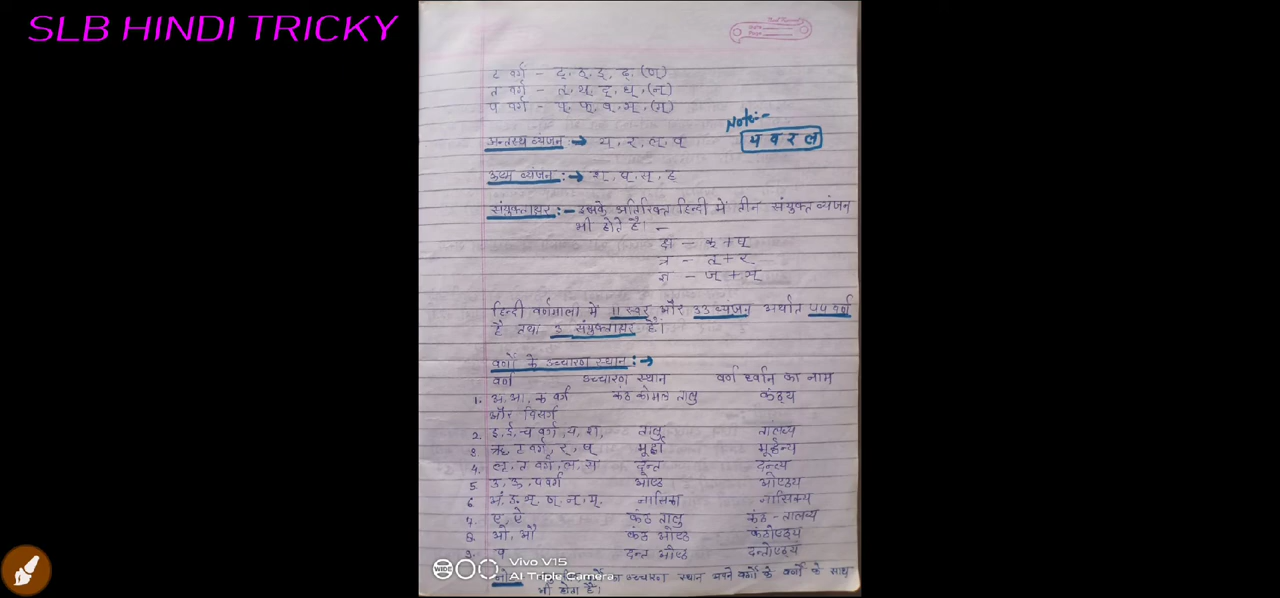 SLB HINDI TRICKY
ट वर्ग – ट्, ठ्, ड्, ढ्, (ण्)
त वर्ग – त्, थ्, द्, ध्, (न्)
प वर्ग – प्, फ्, ब्, भ्, (म्)
Note:-
अन्तस्थ व्यंजन :→ य्, र्, ल्, व्
य व र ल
ऊष्म व्यंजन :→ श्, ष्, स्, ह्
संयुक्ताक्षर :– इसके अतिरिक्त हिन्दी में तीन संयुक्त व्यंजन
भी होते है। –
क्ष – क् + ष्
त्र – त् + र्
ज्ञ – ज् + ञ्
हिन्दी वर्णमाला में 11 स्वर और 33 व्यंजन अर्थात ४४ वर्ण
है तथा 3 संयुक्ताक्षर हैं।
वर्णों के उच्चारण स्थान :→
वर्ण उच्चारण स्थान वर्ण ध्वनि का नाम
1. अ, आ, क वर्ग कंठ कोमल तालु कंठ्य
और विसर्ग
2. इ, ई, च वर्ग, य, श, तालु तालव्य
3 ऋ, ट वर्ग, र्, ष् मूर्द्धा मूर्द्धन्य
4. लृ, त वर्ग, ल, स दन्त दन्त्य
5 उ, ऊ, प वर्ग ओष्ठ ओष्ठ्य
6 अं, ङ, ञ्, ण्, न्, म्. नासिका नासिक्य
7. ए, ऐ कंठ तालु कंठ - तालव्य
8. ओ, औ कंठ ओष्ठ कंठोष्ठ्य
9. व दन्त ओष्ठ दन्तोष्ठ्य
Vivo V15
WIDE AI Triple Camera
नोट उच्चारण स्थान अपने वर्गों के वर्णों के साथ
भी होता है।